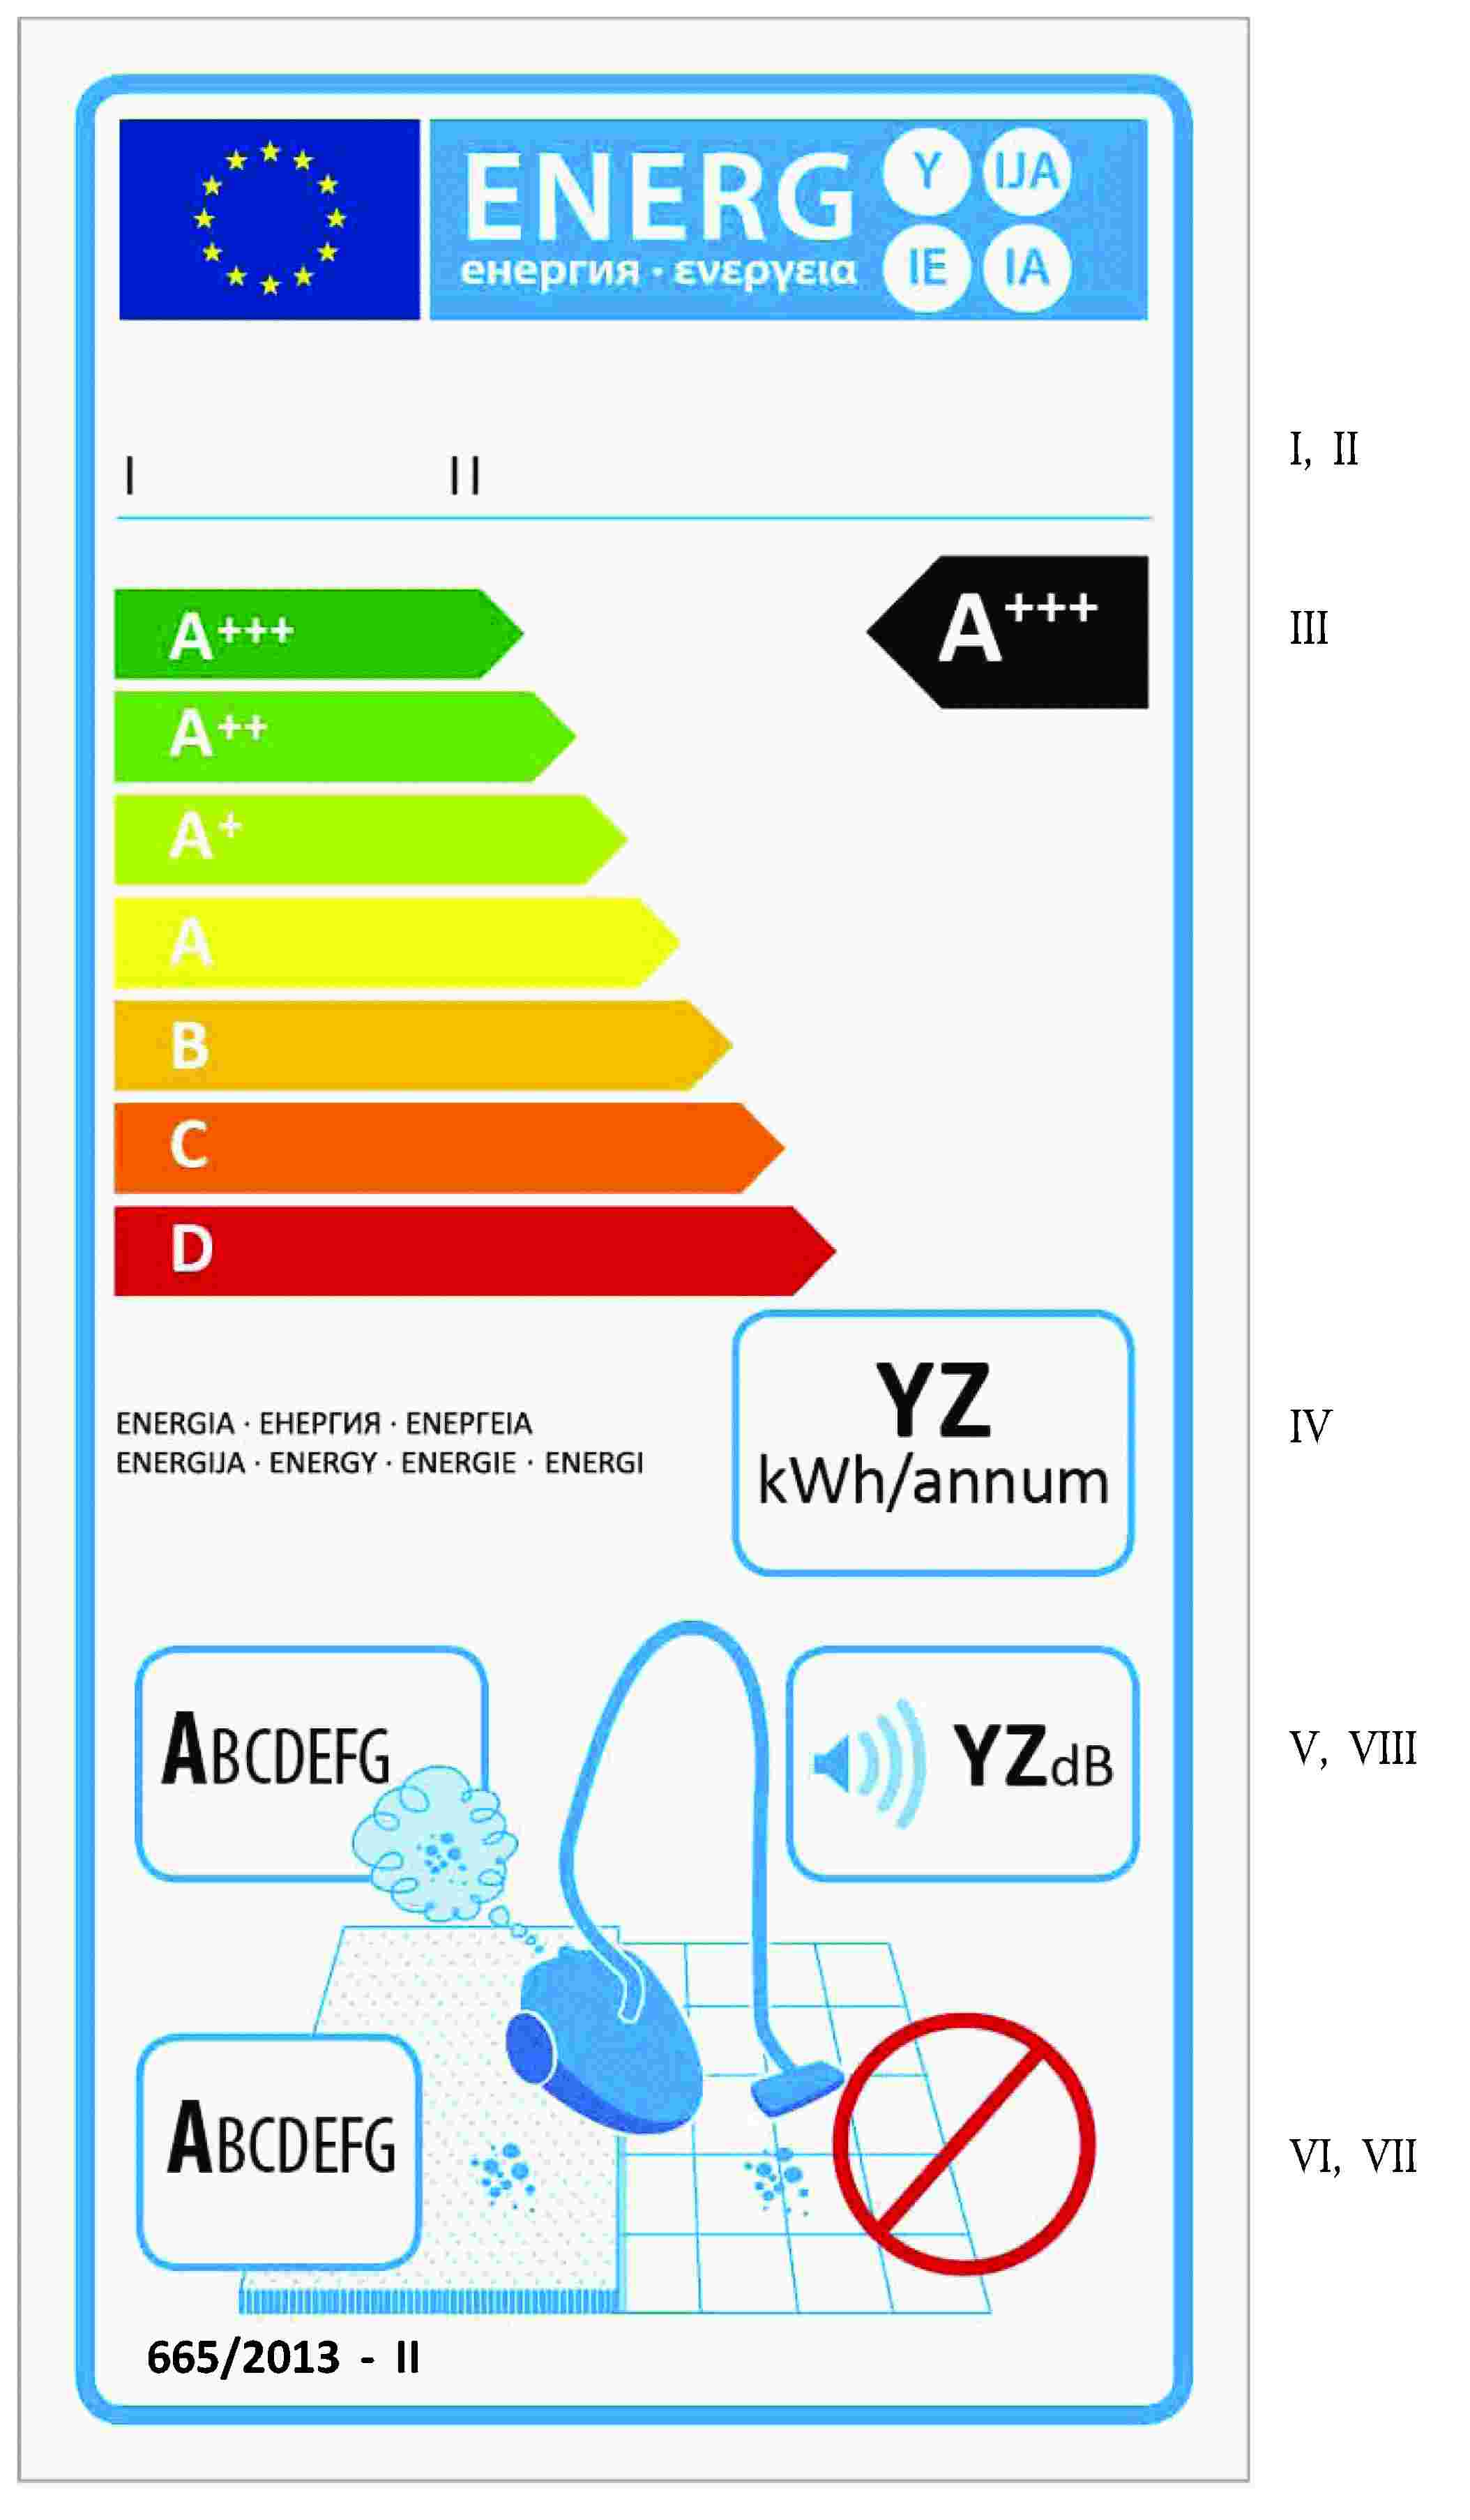 ENERG Y IJA
енергия · ενεργεια IE IA
I II
I, II
A+++
A+++
III
A++
A+
A
B
C
D
YZ
kWh/annum
ENERGIA · ЕНЕРГИЯ · ΕΝΕΡΓΕΙΑ
ENERGIJA · ENERGY · ENERGIE · ENERGI
IV
ABCDEFG
YZdB
V, VIII
ABCDEFG
VI, VII
665/2013 - II